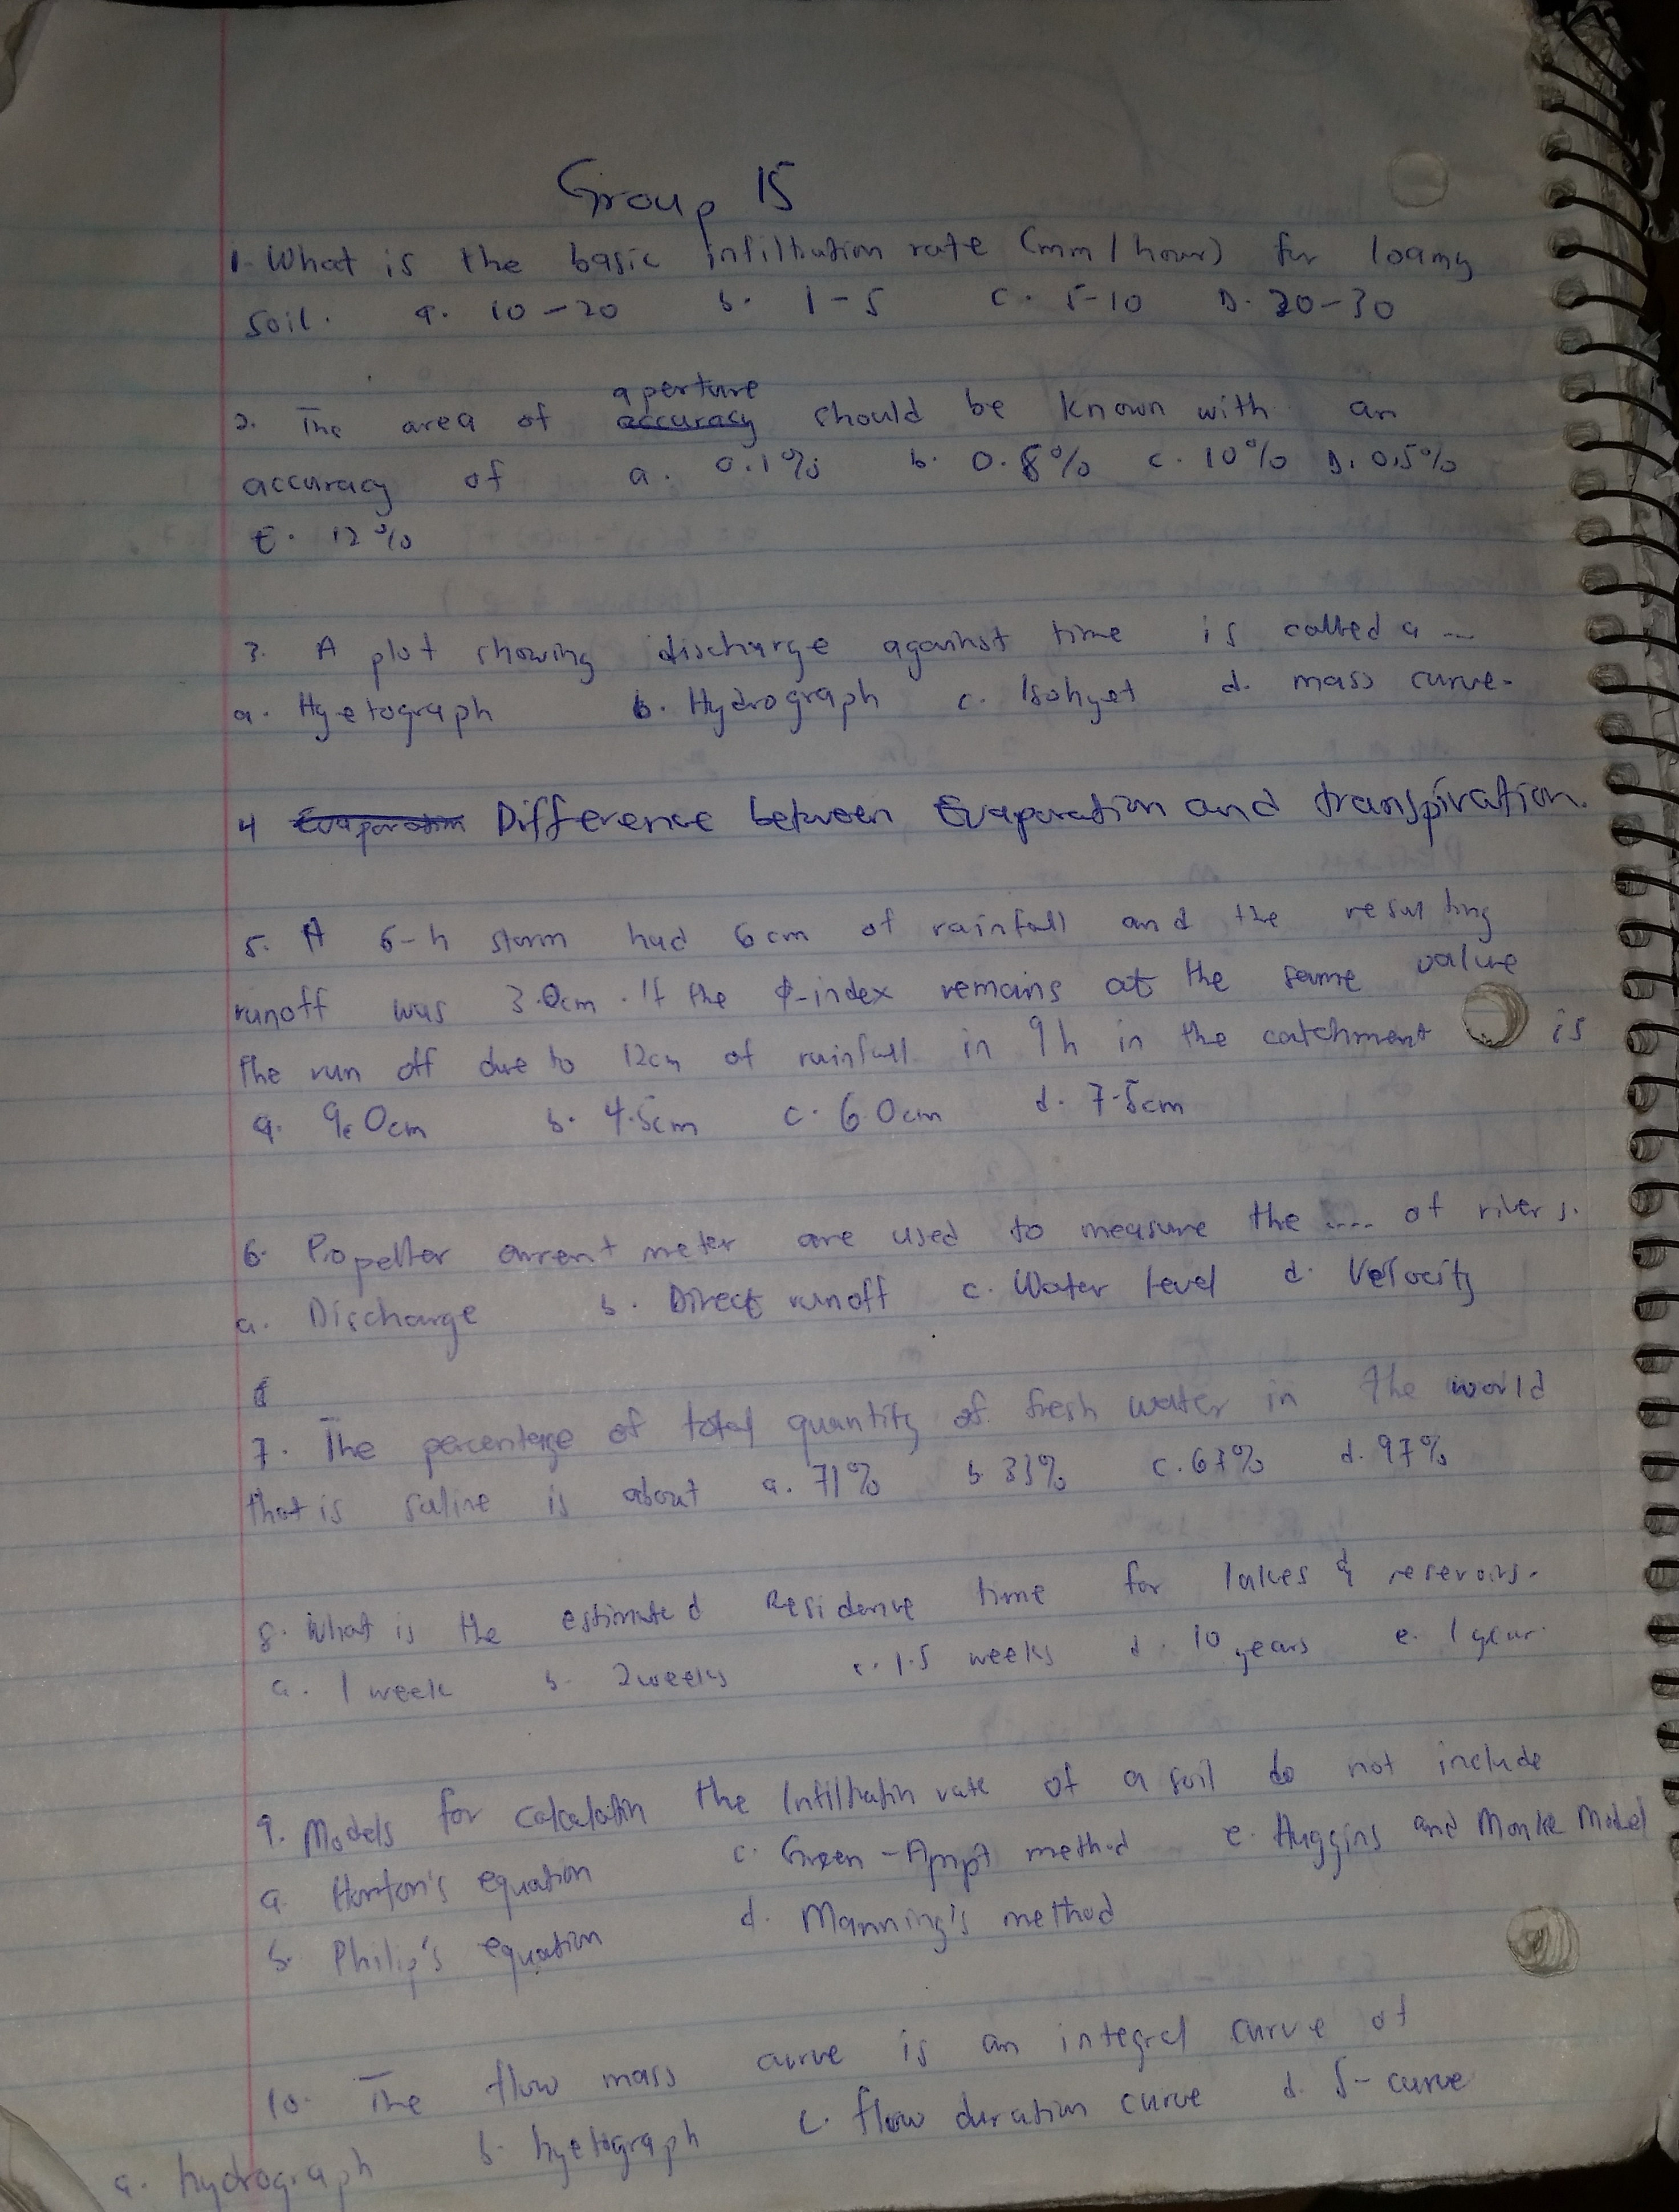 Group 15
1. What is the basic infiltration rate (mm/hour) for loamy
soil. a. 10-20 b. 1-5 c. 5-10 D. 20-30
aperture
2. The area of accuracy should be known with an
accuracy of a. 0.1% b. 0.8% c. 10% D. 0.5%
E. 12%
3. A plot showing discharge against time is called a ...
a. Hyetograph b. Hydrograph c. Isohyet d. mass curve.
4 Evaporation Difference between Evaporation and transpiration.
5. A 6-h storm had 6cm of rainfall and the resulting
runoff was 3.0cm. If the φ-index remains at the same value
the run off due to 12cm of rainfall in 9h in the catchment is
a. 9.0cm b. 4.5cm c. 6.0cm d. 7.5cm
6. Propeller current meter are used to measure the .... of rivers.
a. Discharge b. Direct runoff c. Water level d. Velocity
7. The percentage of total quantity of fresh water in the world
that is saline is about a. 71% b. 33% c. 67% d. 97%
8. What is the estimated Residence time for lakes & reservoirs.
a. 1 week b. 2weeks c. 1.5 weeks d. 10 years e. 1 year.
9. Models for calculatin the Infiltratin rate of a soil do not include
a. Horton's equation c. Green-Ampt method e. Huggins and Monke Model
b. Philip's equation d. Manning's method
10. The flow mass curve is an integral curve of
a. hydrograph b. hyetograph c. flow duration curve d. S-curve